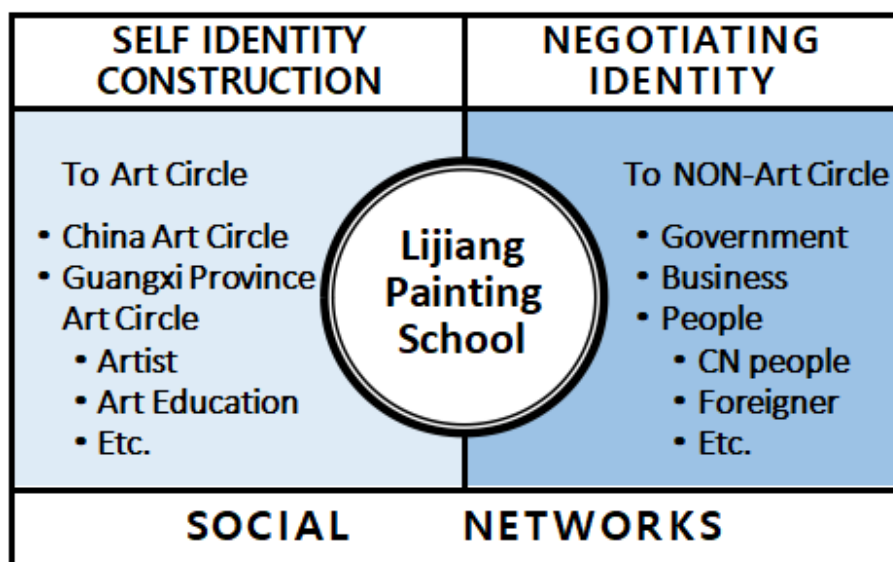 SELF IDENTITY
CONSTRUCTION
NEGOTIATING
IDENTITY
To Art Circle
• China Art Circle
• Guangxi Province
Art Circle
• Artist
• Art Education
• Etc.
Lijiang
Painting
School
To NON-Art Circle
• Government
• Business
• People
• CN people
• Foreigner
• Etc.
SOCIAL NETWORKS